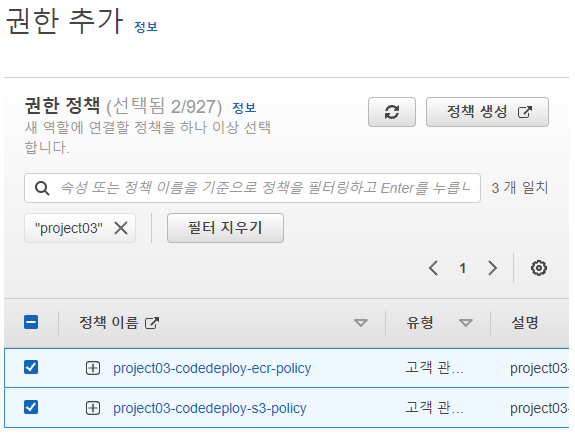 권한 추가 정보
권한 정책 (선택됨 2/927) 정보
새 역할에 연결할 정책을 하나 이상 선택
합니다.
정책 생성
속성 또는 정책 이름을 기준으로 정책을 필터링하고 Enter를 누릅니
3 개 일치
"project03"
필터 지우기
1
정책 이름 유형 설명
project03-codedeploy-ecr-policy 고객 관... project03-
project03-codedeploy-s3-policy 고객 관... project03-